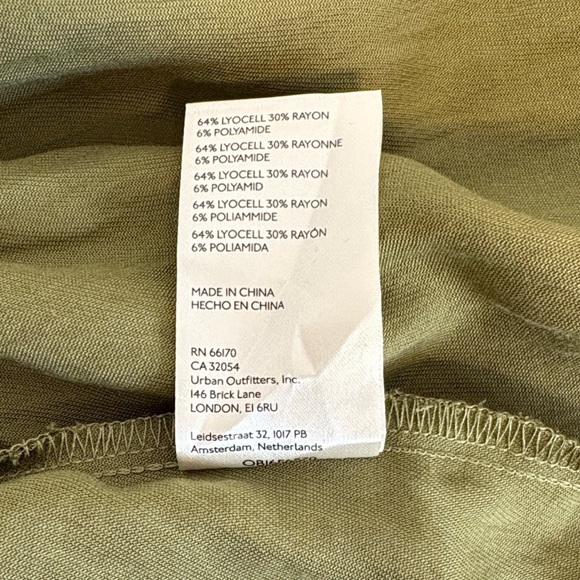 64% LYOCELL 30% RAYON
6% POLYAMIDE
64% LYOCELL 30% RAYONNE
6% POLYAMIDE
64% LYOCELL 30% RAYON
6% POLYAMID
64% LYOCELL 30% RAYON
6% POLIAMMIDE
64% LYOCELL 30% RAYÓN
6% POLIAMIDA
MADE IN CHINA
HECHO EN CHINA
RN 66170
CA 32054
Urban Outfitters, Inc.
146 Brick Lane
LONDON, E1 6RU
Leidsestraat 32, 1017 PB
Amsterdam, Netherlands